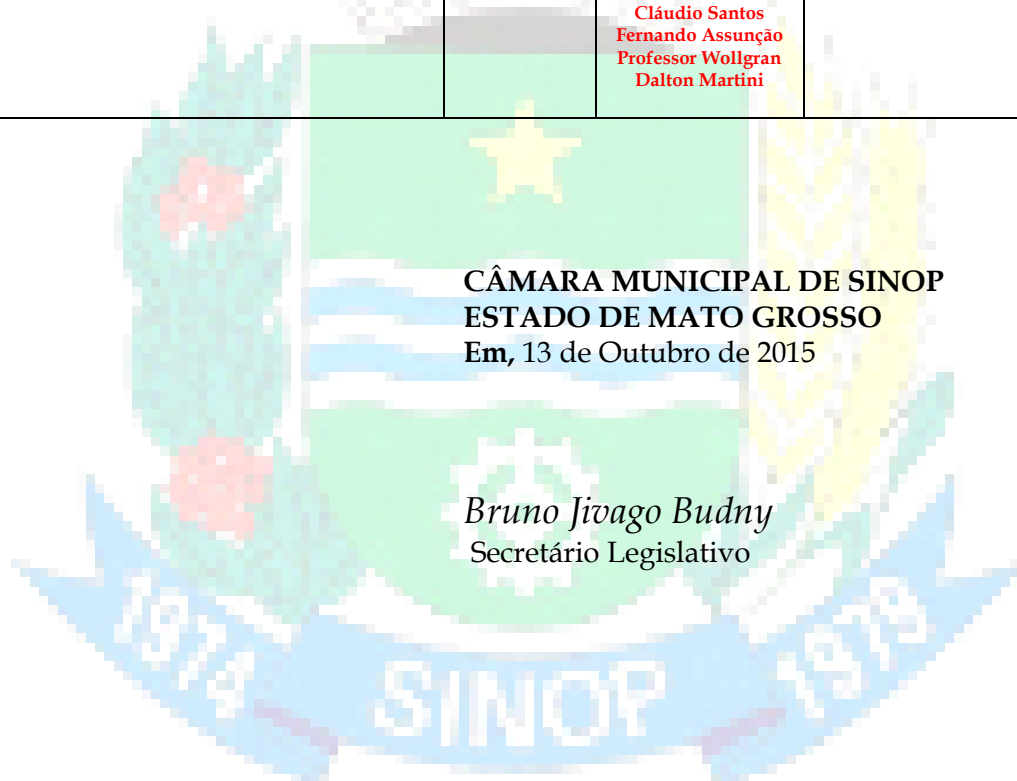 Cláudio Santos
Fernando Assunção
Professor Wollgran
Dalton Martini
CÂMARA MUNICIPAL DE SINOP
ESTADO DE MATO GROSSO
Em, 13 de Outubro de 2015
Bruno Jivago Budny
Secretário Legislativo
1974
SINOP
1979